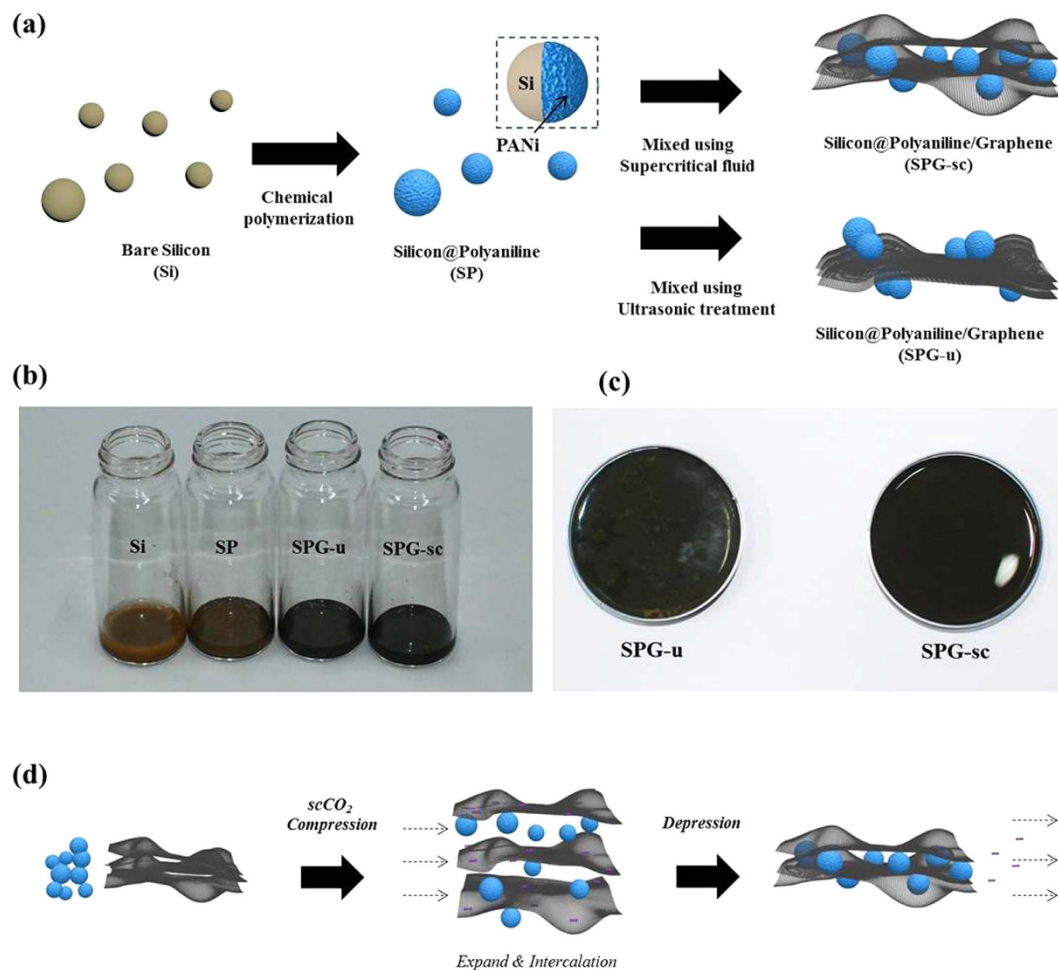 (a)
Si
PANi
Bare Silicon
(Si)
Chemical
polymerization
Silicon@Polyaniline
(SP)
Mixed using
Supercritical fluid
Silicon@Polyaniline/Graphene
(SPG-sc)
Mixed using
Ultrasonic treatment
Silicon@Polyaniline/Graphene
(SPG-u)
(b)
Si
SP
SPG-u
SPG-sc
(c)
SPG-u
SPG-sc
(d)
scCO₂
Compression
Expand & Intercalation
Depression